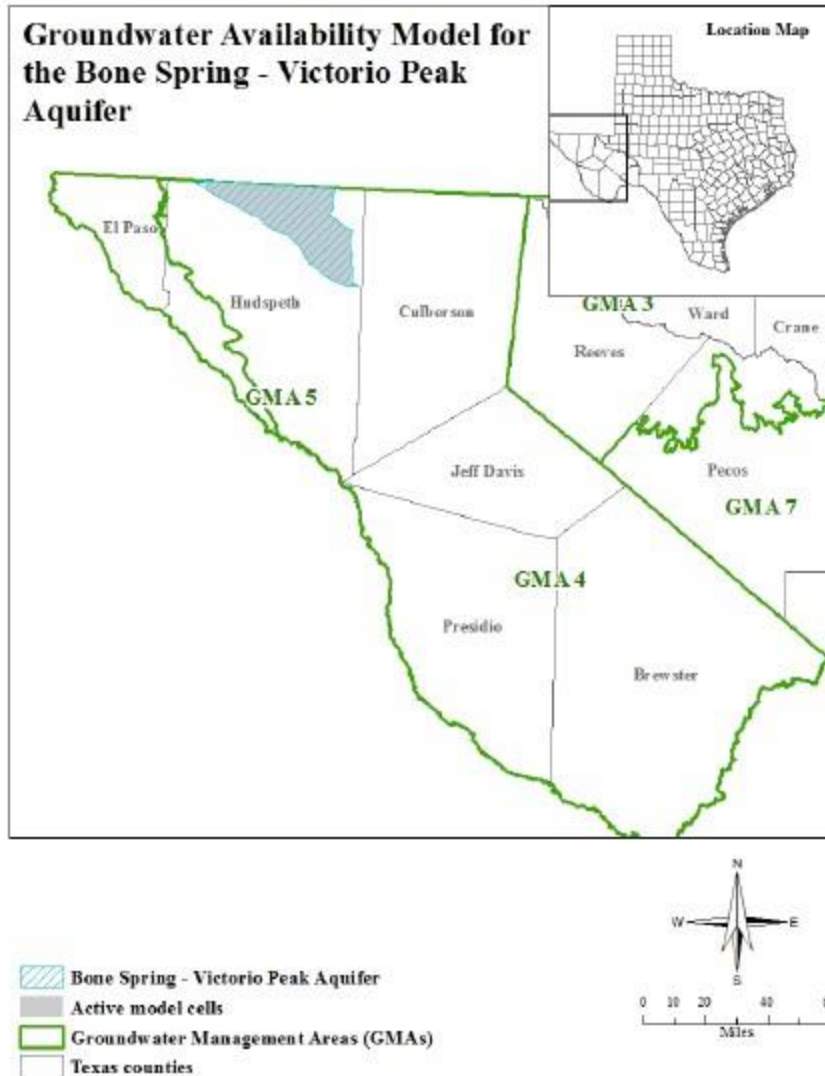 Groundwater Availability Model for
the Bone Spring - Victorio Peak
Aquifer
Location Map
El Paso
Hudspeth
Culberson
GMA 3
Ward
Crane
Reeves
GMA 5
Jeff Davis
Pecos
GMA 7
GMA 4
Presidio
Brewster
N
W
E
S
Bone Spring - Victorio Peak Aquifer
Active model cells
Groundwater Management Areas (GMAs)
Texas counties
0 10 20 40
Miles